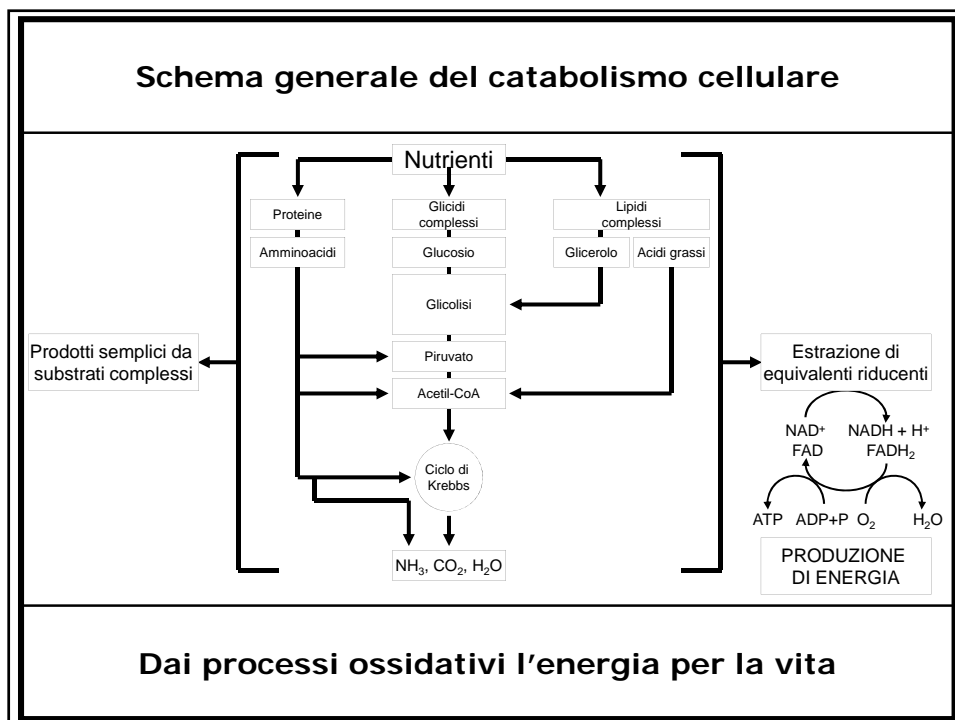 Schema generale del catabolismo cellulare
Nutrienti
Proteine
Glicidi
complessi
Lipidi
complessi
Amminoacidi
Glucosio
Glicerolo
Acidi grassi
Glicolisi
Prodotti semplici da
substrati complessi
Piruvato
Acetil-CoA
Estrazione di
equivalenti riducenti
Ciclo di
Krebbs
NH₃, CO₂, H₂O
NAD⁺
FAD
NADH + H⁺
FADH₂
ATP
ADP+P
O₂
H₂O
PRODUZIONE
DI ENERGIA
Dai processi ossidativi l'energia per la vita